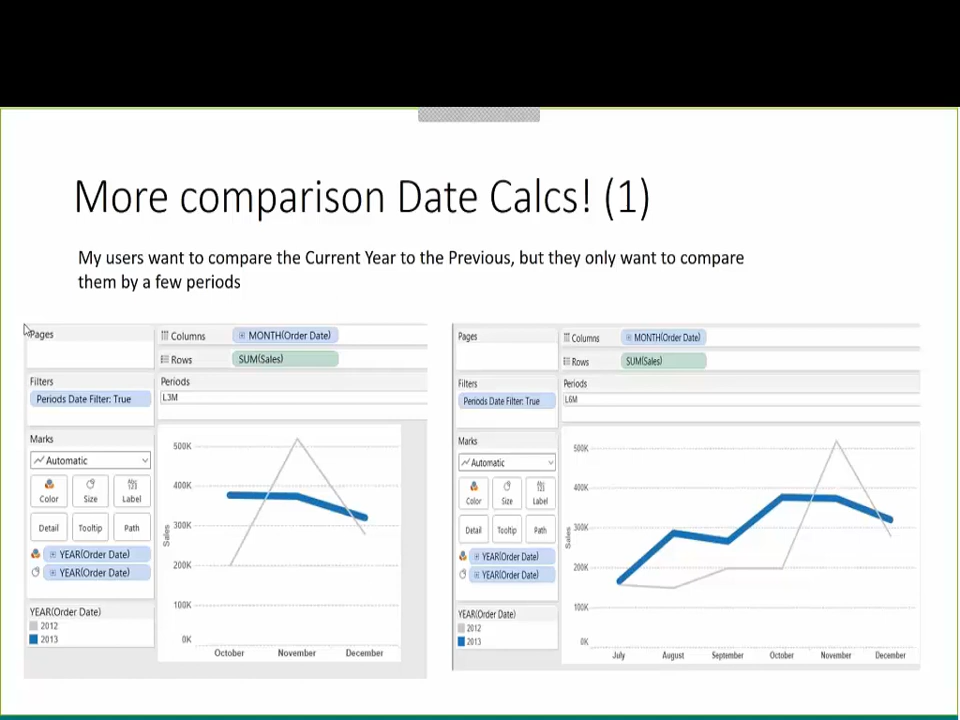 More comparison Date Calcs! (1)
My users want to compare the Current Year to the Previous, but they only want to compare
them by a few periods
Pages
Columns
MONTH(Order Date)
Rows
SUM(Sales)
Filters
Periods Date Filter: True
Periods
L3M
Marks
Automatic
Color
Size
Abc
123
Label
Detail
Tooltip
Path
YEAR(Order Date)
YEAR(Order Date)
YEAR(Order Date)
2012
2013
500K
400K
300K
200K
100K
0K
Sales
October
November
December
Pages
Columns
MONTH(Order Date)
Rows
SUM(Sales)
Filters
Periods Date Filter: True
Periods
L6M
Marks
Automatic
Color
Size
Abc
123
Label
Detail
Tooltip
Path
YEAR(Order Date)
YEAR(Order Date)
YEAR(Order Date)
2012
2013
500K
400K
300K
200K
100K
0K
Sales
July
August
September
October
November
December